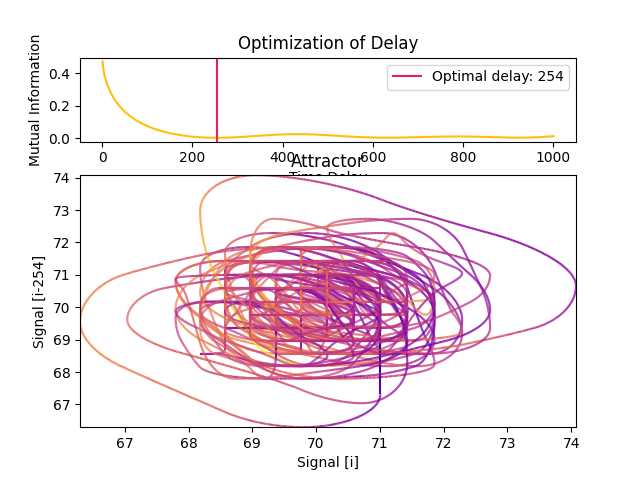 Optimization of Delay
Mutual Information
0.4
0.2
0.0
Optimal delay: 254
0 200 400 600 800 1000
Time Delay
Attractor
Signal [i-254]
74
73
72
71
70
69
68
67
67 68 69 70 71 72 73 74
Signal [i]